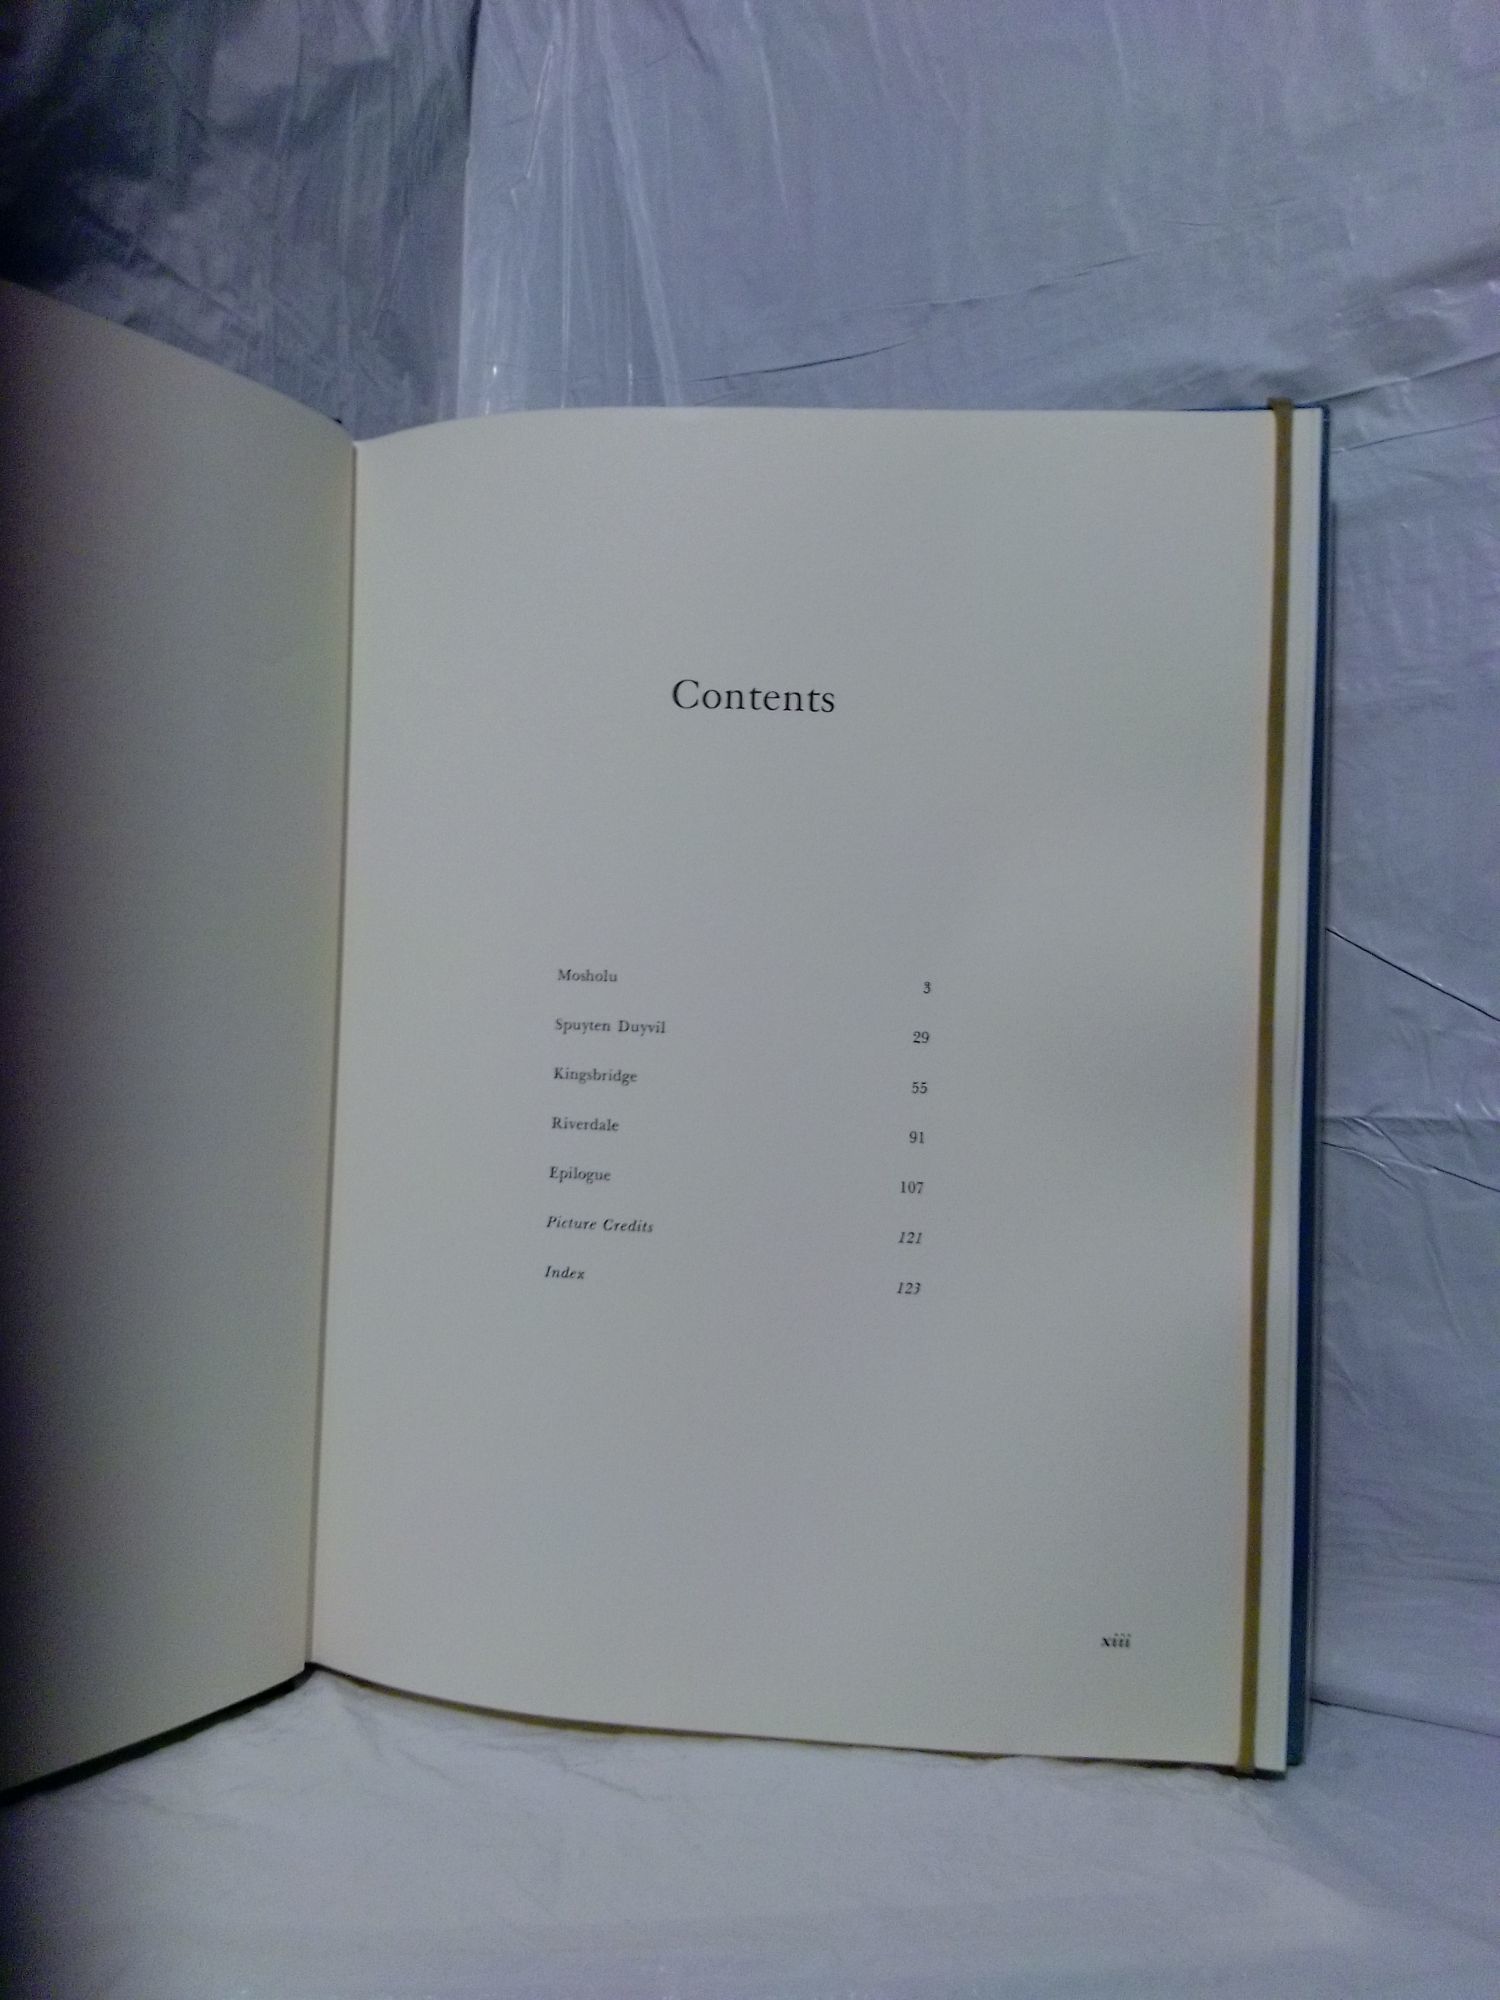 Contents
Mosholu 3
Spuyten Duyvil 29
Kingsbridge 55
Riverdale 91
Epilogue 107
Picture Credits 121
Index 123
xiii